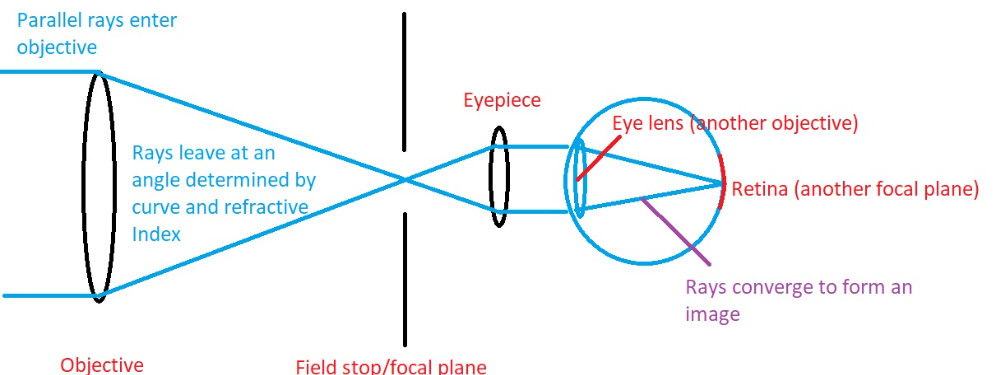 Parallel rays enter
objective
Eyepiece
Eye lens (another objective)
Rays leave at an
angle determined by
curve and refractive
Index
Retina (another focal plane)
Rays converge to form an
image
Objective
Field stop/focal plane